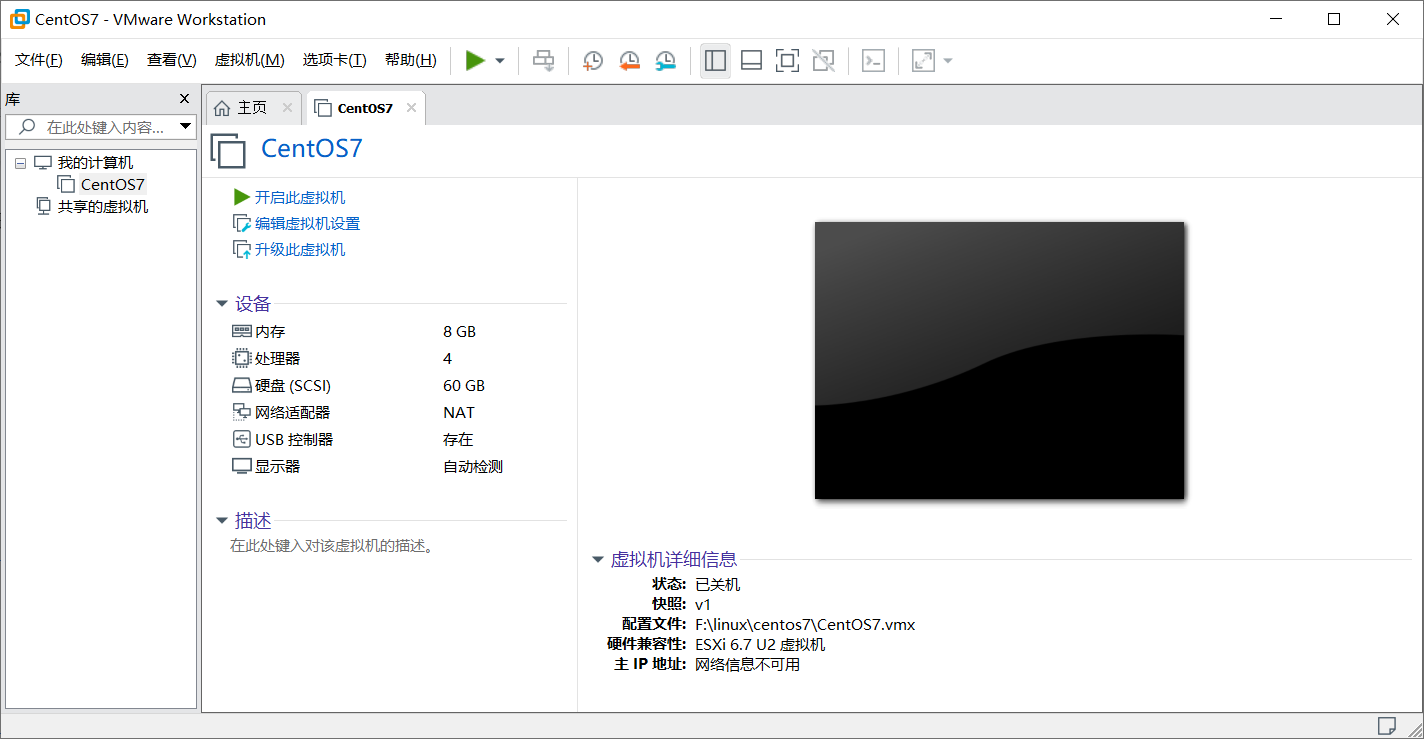 CentOS7 - VMware Workstation
文件(F) 编辑(E) 查看(V) 虚拟机(M) 选项卡(T) 帮助(H)
库
在此处键入内容...
我的计算机
CentOS7
共享的虚拟机
主页
CentOS7
CentOS7
开启此虚拟机
编辑虚拟机设置
升级此虚拟机
设备
内存 8 GB
处理器 4
硬盘 (SCSI) 60 GB
网络适配器 NAT
USB 控制器 存在
显示器 自动检测
描述
在此处键入对该虚拟机的描述。
虚拟机详细信息
状态: 已关机
快照: v1
配置文件: F:\linux\centos7\CentOS7.vmx
硬件兼容性: ESXi 6.7 U2 虚拟机
主 IP 地址: 网络信息不可用